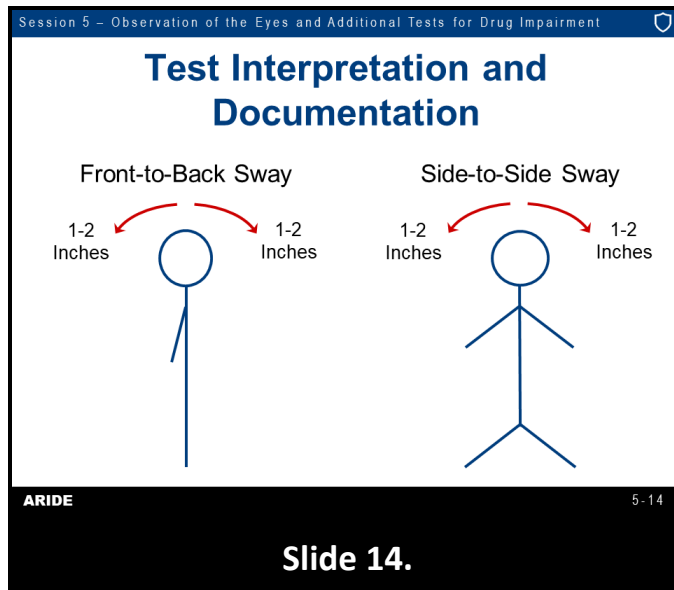 Session 5 – Observation of the Eyes and Additional Tests for Drug Impairment
Test Interpretation and
Documentation
Front-to-Back Sway
1-2
Inches
1-2
Inches
Side-to-Side Sway
1-2
Inches
1-2
Inches
ARIDE
5-14
Slide 14.